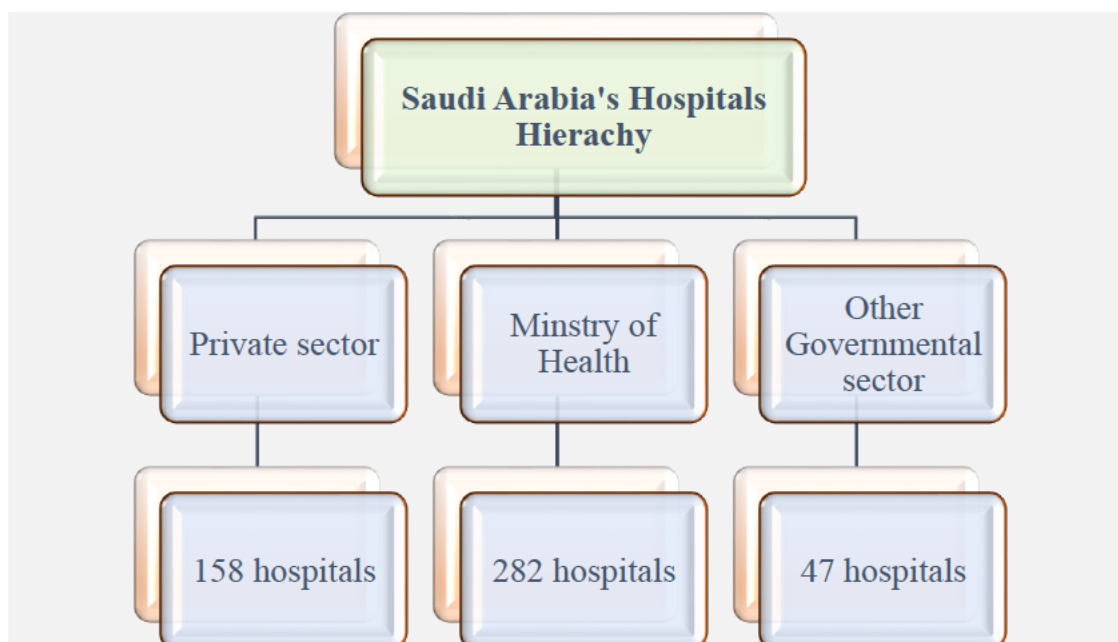 Saudi Arabia's Hospitals
Hierachy
Private sector
Minstry of
Health
Other
Governmental
sector
158 hospitals
282 hospitals
47 hospitals